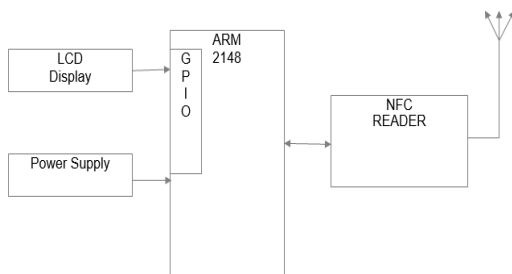 LCD
Display
Power Supply
G
P
I
O
ARM
2148
NFC
READER